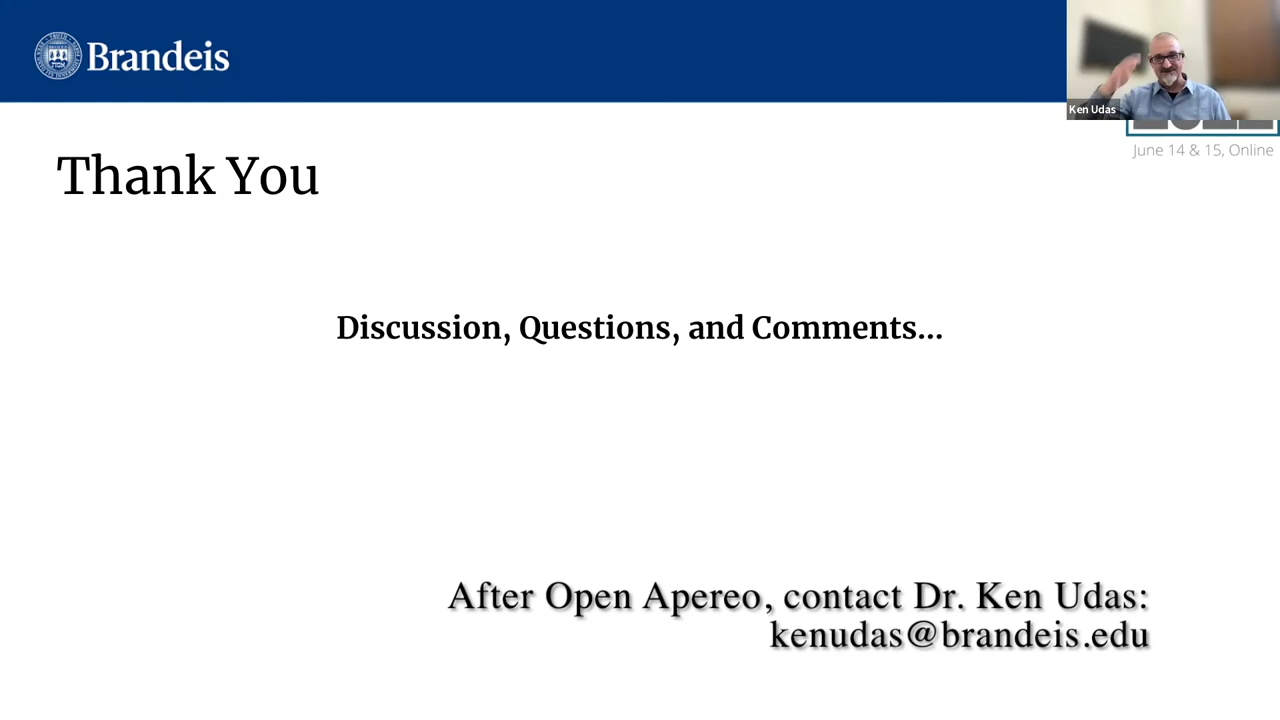 Brandeis
Ken Udas
June 14 & 15, Online
Thank You
Discussion, Questions, and Comments...
After Open Apereo, contact Dr. Ken Udas:
kenudas@brandeis.edu